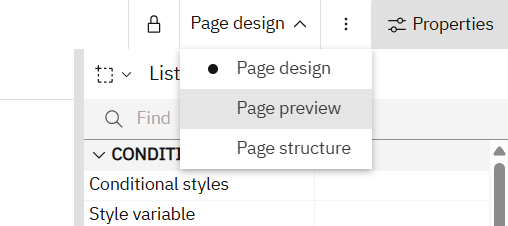 Page design
Properties
Page design
List
Page preview
Find
Page structure
CONDITI
Conditional styles
Style variable